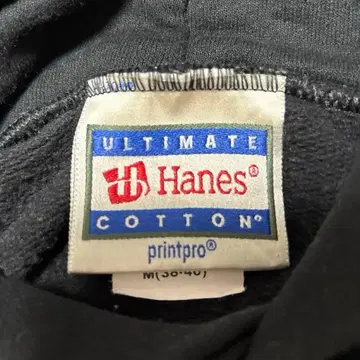 ULTIMATE
Hanes®
COTTON®
printpro®
M(38-40)